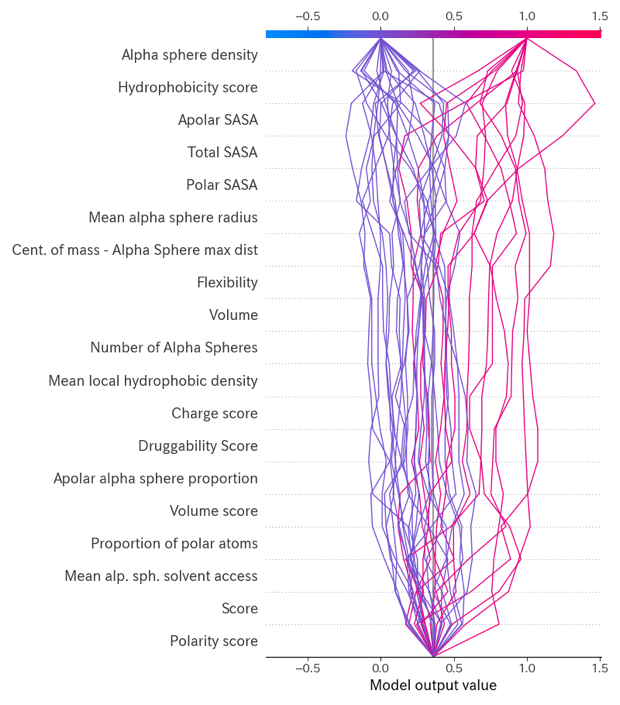 −0.5 0.0 0.5 1.0 1.5
Alpha sphere density
Hydrophobicity score
Apolar SASA
Total SASA
Polar SASA
Mean alpha sphere radius
Cent. of mass - Alpha Sphere max dist
Flexibility
Volume
Number of Alpha Spheres
Mean local hydrophobic density
Charge score
Druggability Score
Apolar alpha sphere proportion
Volume score
Proportion of polar atoms
Mean alp. sph. solvent access
Score
Polarity score
−0.5 0.0 0.5 1.0 1.5
Model output value